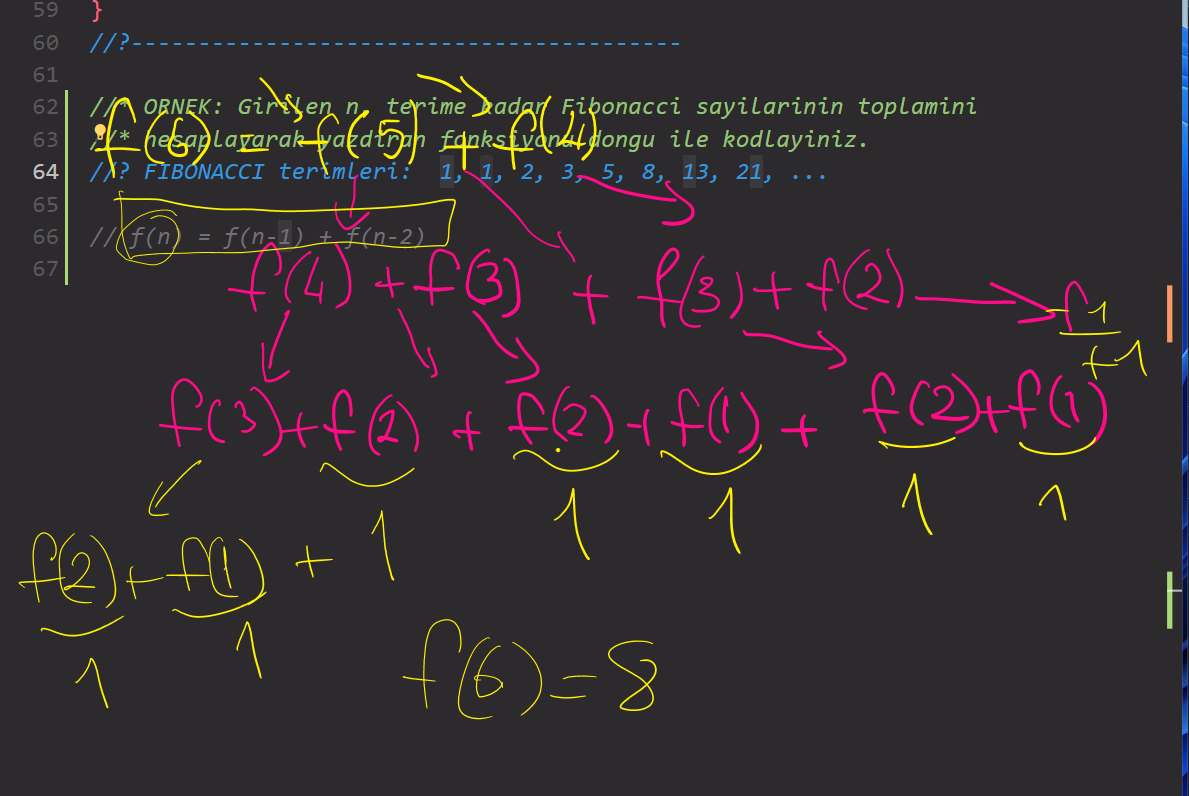 59 }
60 //?-----------------------------------------
61
62 //* ORNEK: Girilen n. terime kadar Fibonacci sayilarinin toplamini
f(6) = f(5) + f(4)
63 //* hesaplayarak yazdiran fonksiyonu dongu ile kodlayiniz.
64 //? FIBONACCI terimleri: 1, 1, 2, 3, 5, 8, 13, 21, ...
65
66 // f(n) = f(n-1) + f(n-2)
67
f(4) + f(3) + f(3) + f(2)
1
+1
f(3) + f(2) + f(2) + f(1) + f(2) + f(1)
1 1 1 1 1
f(2) + f(1) +
1 1
f(6) = 8